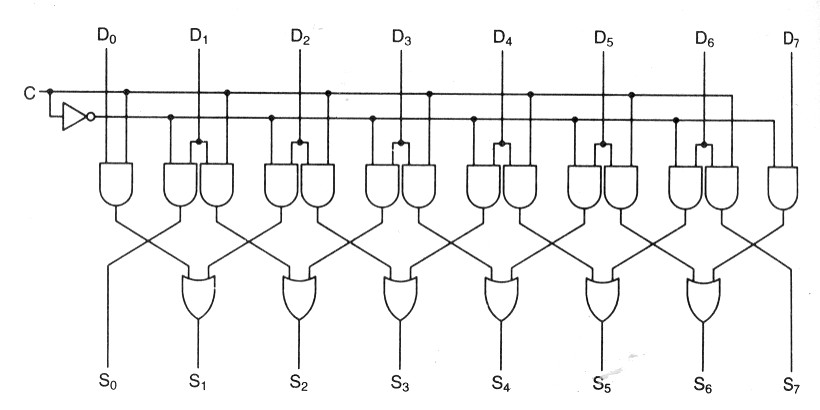 D₀ D₁ D₂ D₃ D₄ D₅ D₆ D₇
C
S₀ S₁ S₂ S₃ S₄ S₅ S₆ S₇